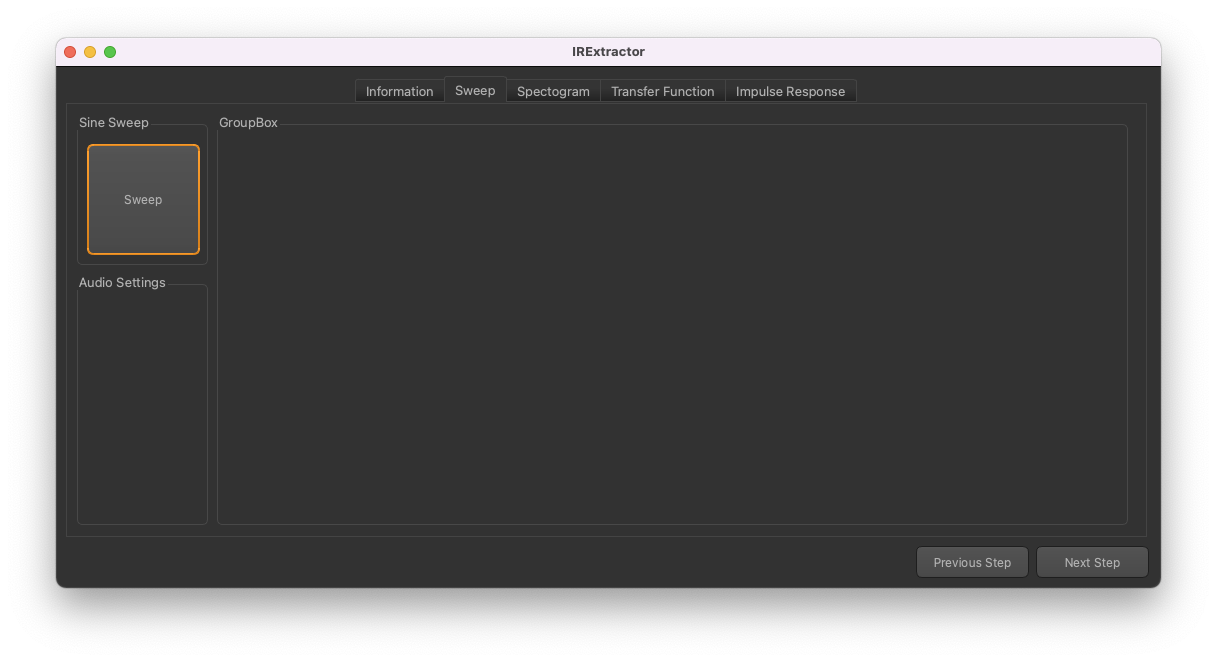 IRExtractor
Information Sweep Spectogram Transfer Function Impulse Response
Sine Sweep
GroupBox
Sweep
Audio Settings
Previous Step Next Step